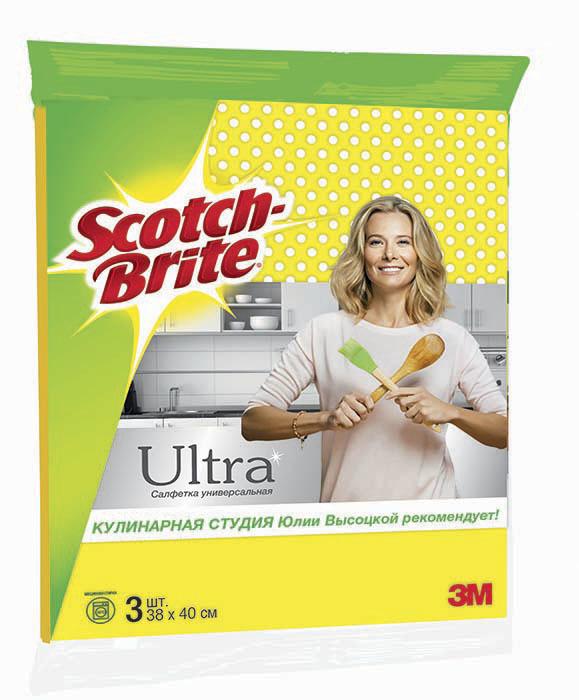 Scotch-
Brite
Ultra
Салфетка универсальная
КУЛИНАРНАЯ СТУДИЯ Юлии Высоцкой рекомендует!
3 шт.
38 х 40 см
3M